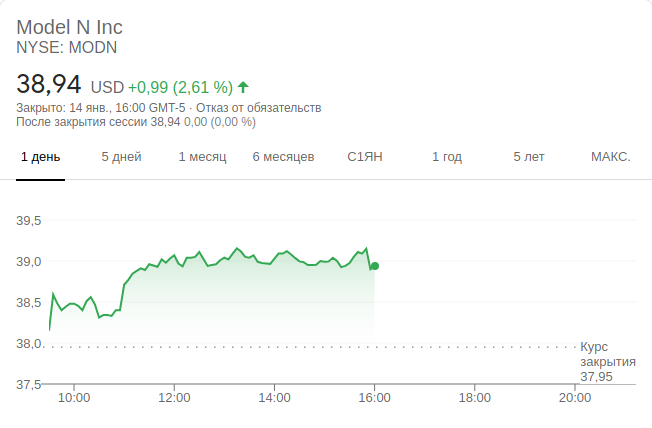 Model N Inc
NYSE: MODN
38,94 USD +0,99 (2,61 %)
Закрыто: 14 янв., 16:00 GMT-5 · Отказ от обязательств
После закрытия сессии 38,94 0,00 (0,00 %)
1 день 5 дней 1 месяц 6 месяцев С1ЯН 1 год 5 лет МАКС.
39,5
39,0
38,5
38,0
37,5
Курс
закрытия
37,95
10:00 12:00 14:00 16:00 18:00 20:00